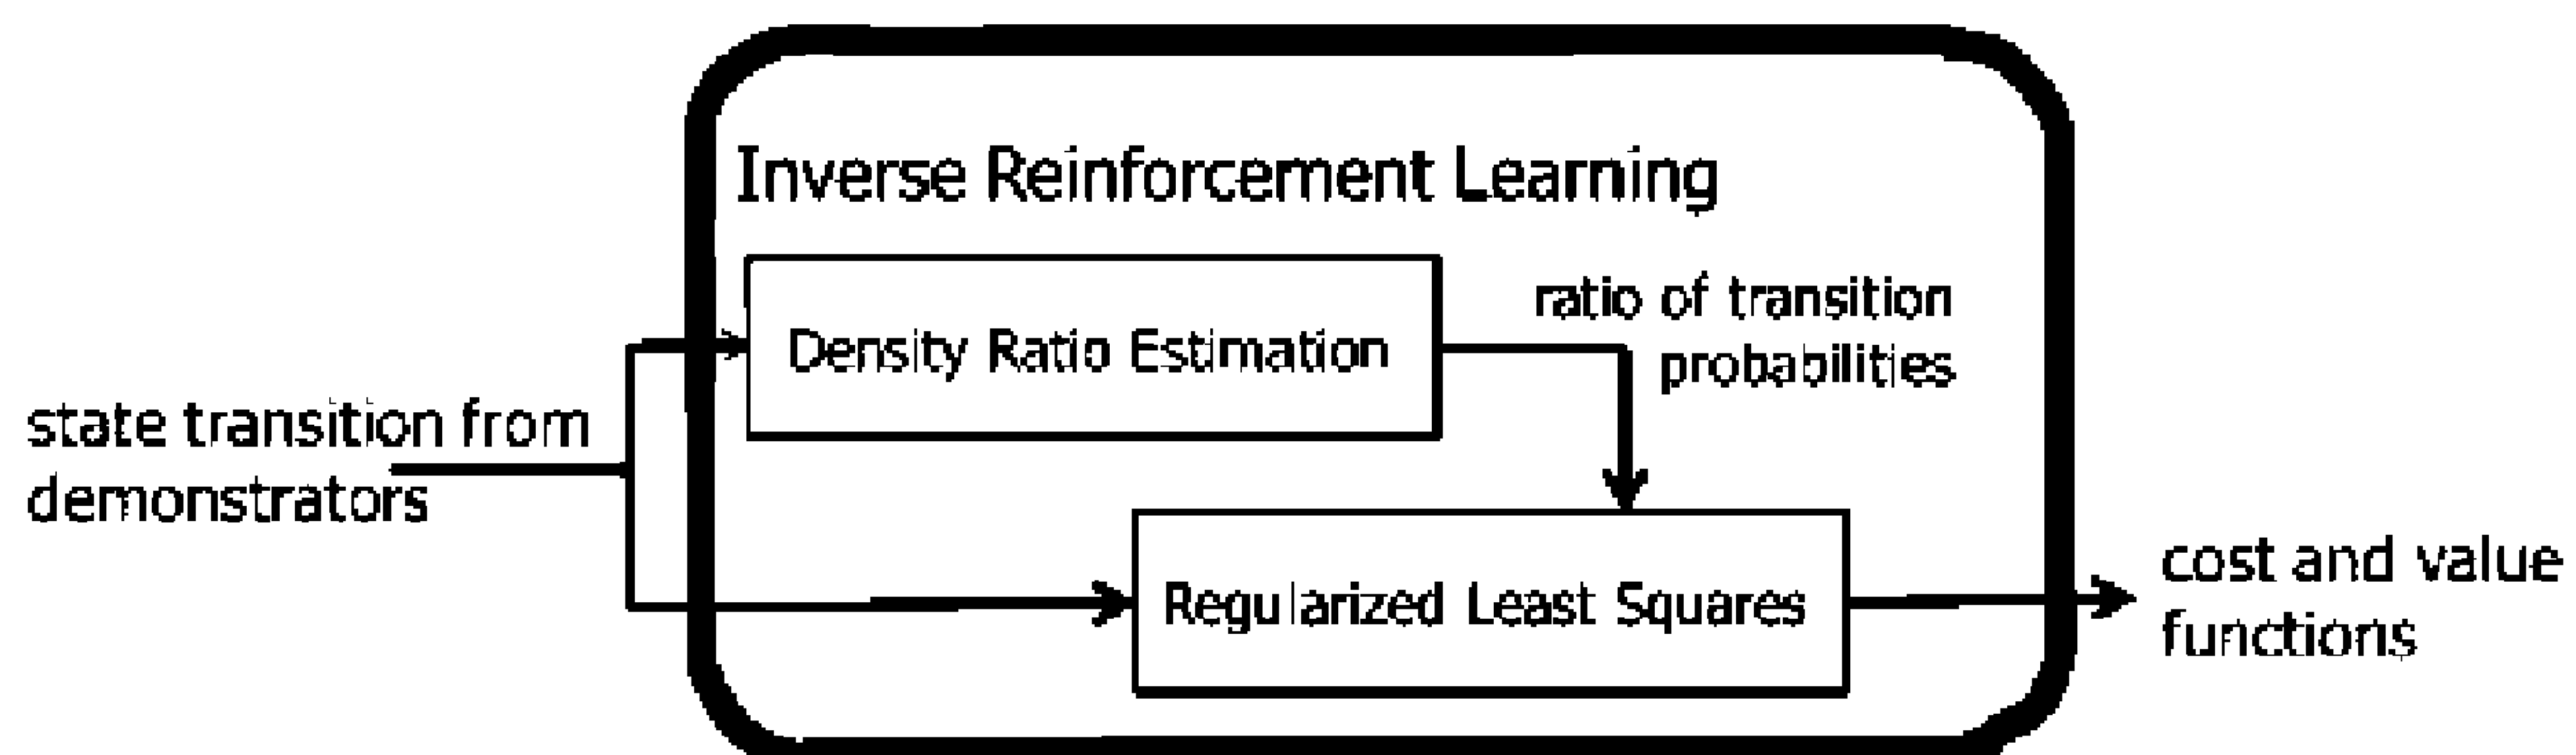 Inverse Reinforcement Learning
Density Ratio Estimation
ratio of transition
probabilities
state transition from
demonstrators
Regularized Least Squares
cost and value
functions